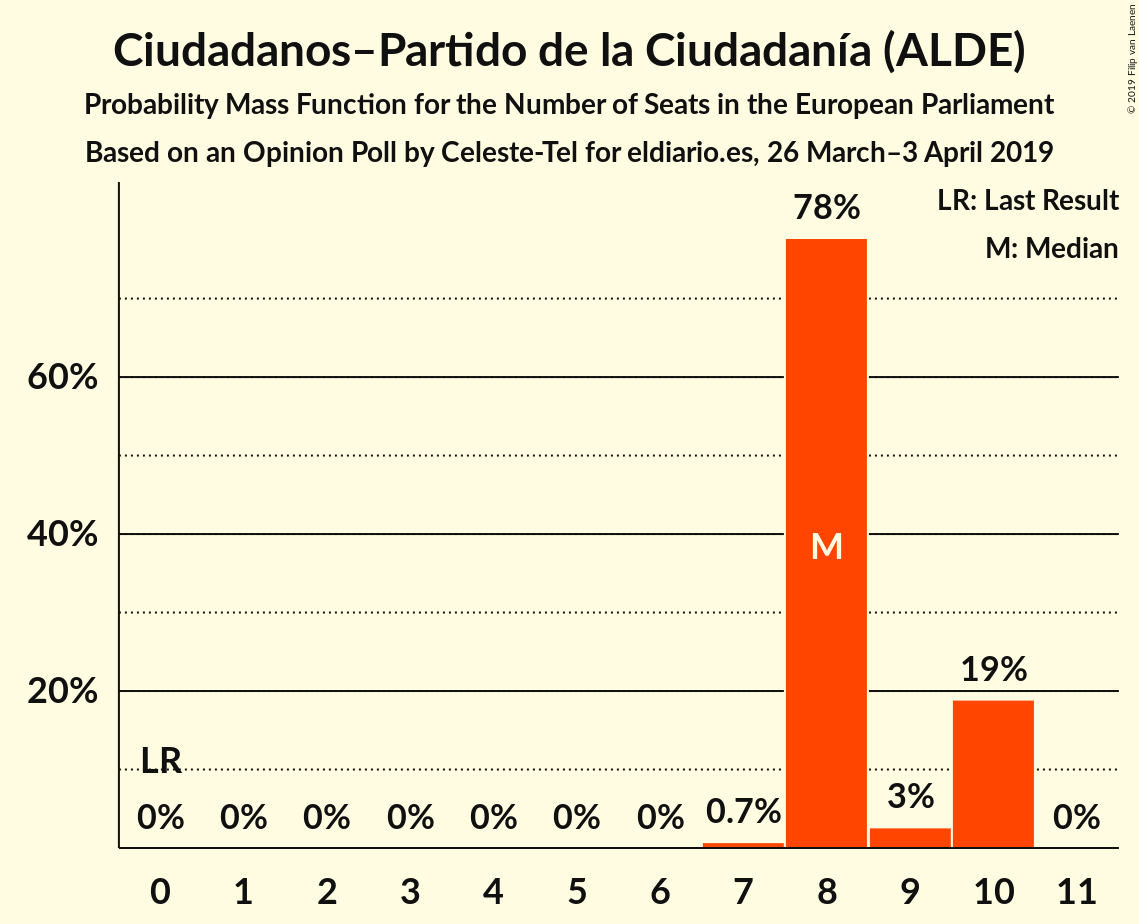 Ciudadanos–Partido de la Ciudadanía (ALDE)
Probability Mass Function for the Number of Seats in the European Parliament
Based on an Opinion Poll by Celeste-Tel for eldiario.es, 26 March–3 April 2019
© 2019 Filip van Laenen
LR: Last Result
M: Median
78%
60%
40%
M
20%
19%
LR
0% 0% 0% 0% 0% 0% 0% 0.7% 3% 0%
0 1 2 3 4 5 6 7 8 9 10 11